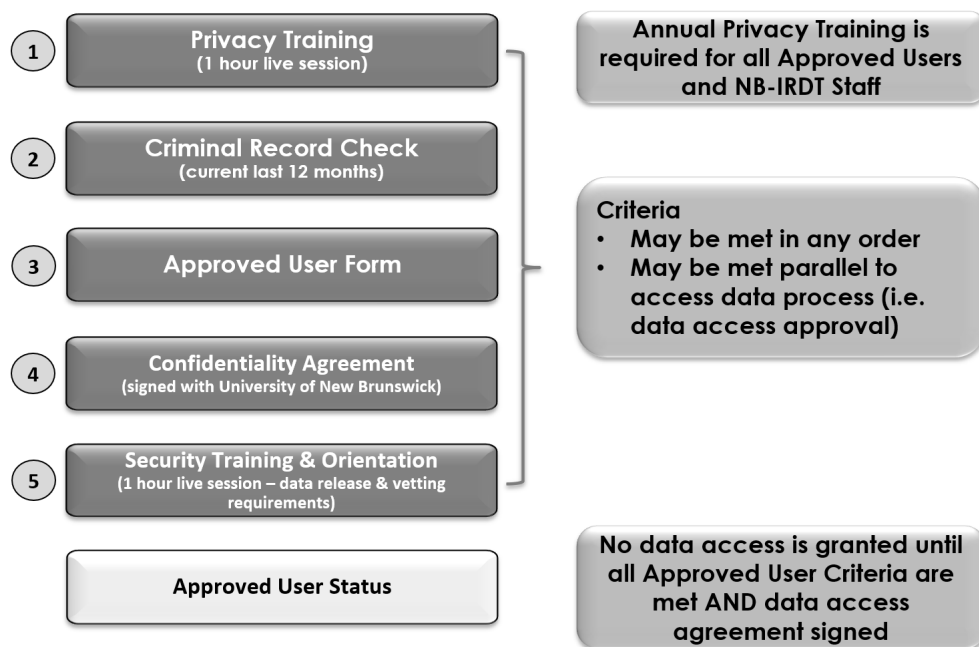 1
Privacy Training
(1 hour live session)
2
Criminal Record Check
(current last 12 months)
3
Approved User Form
4
Confidentiality Agreement
(signed with University of New Brunswick)
5
Security Training & Orientation
(1 hour live session – data release & vetting
requirements)
Approved User Status
Annual Privacy Training is
required for all Approved Users
and NB-IRDT Staff
Criteria
• May be met in any order
• May be met parallel to
access data process (i.e.
data access approval)
No data access is granted until
all Approved User Criteria are
met AND data access
agreement signed